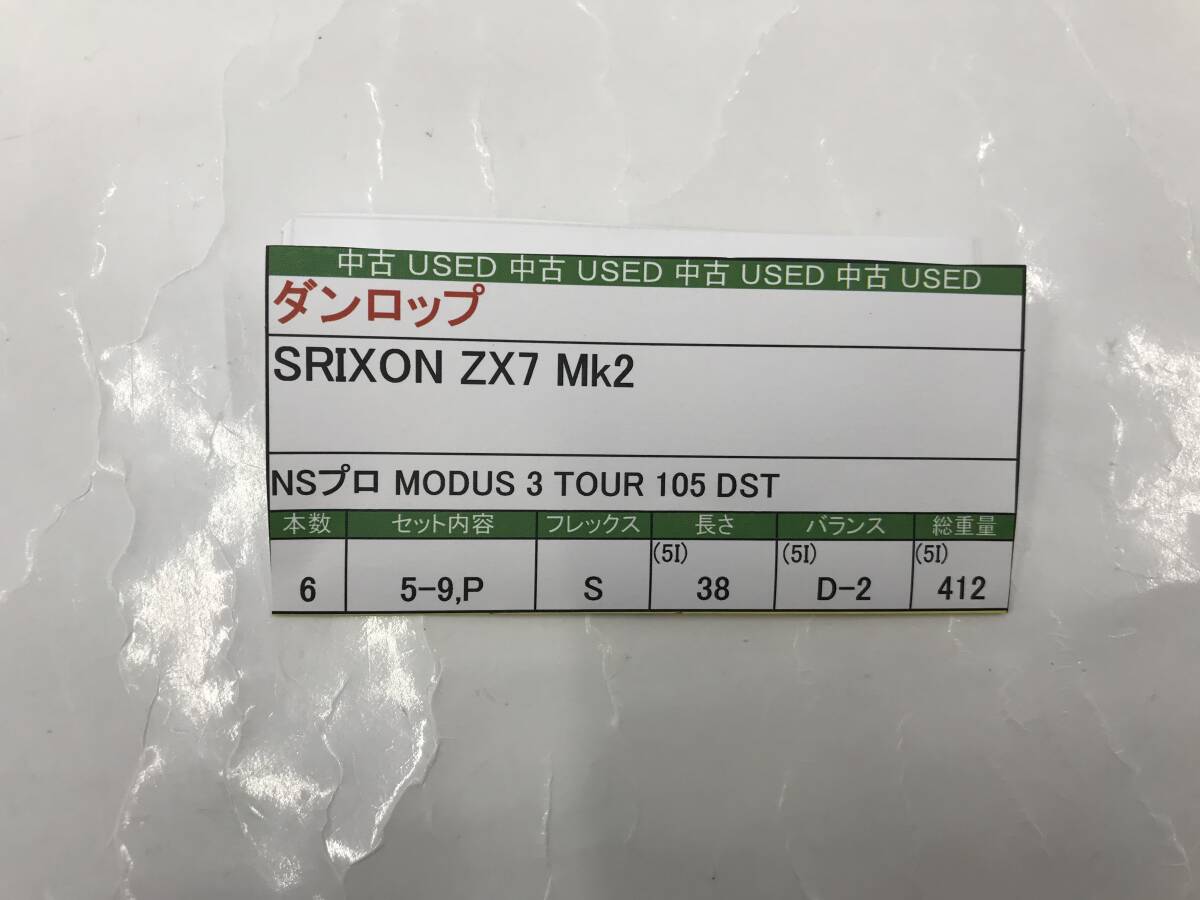 中古 USED 中古 USED 中古 USED 中古 USED
ダンロップ
SRIXON ZX7 Mk2
NSプロ MODUS 3 TOUR 105 DST
本数 セット内容 フレックス 長さ バランス 総重量
(5I) (5I) (5I)
6 5-9,P S 38 D-2 412